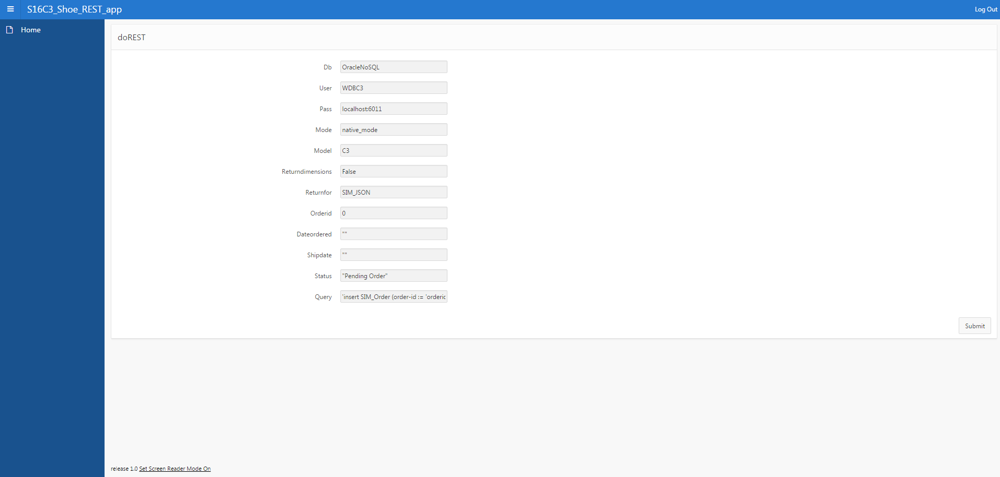 S16C3_Shoe_REST_app
Log Out
Home
doREST
Db OracleNoSQL
User WDBC3
Pass localhost:6011
Mode native_mode
Model C3
Returndimensions False
Returnfor SIM_JSON
Orderid 0
Dateordered ""
Shipdate ""
Status "Pending Order"
Query 'insert SIM_Order (order-id := 'orderid
Submit
release 1.0 Set Screen Reader Mode On